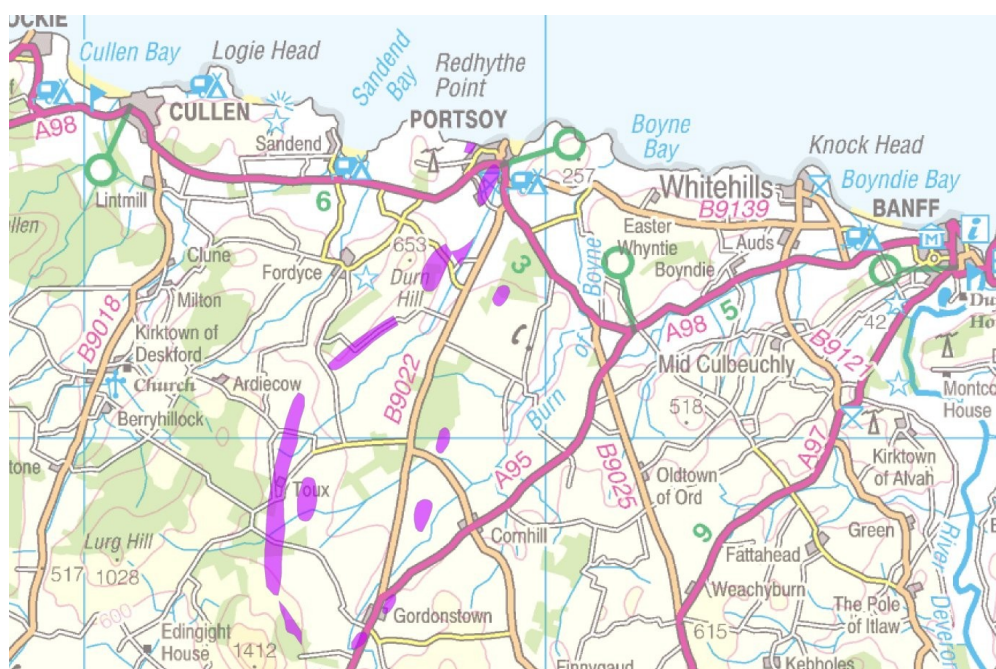 OCKIE
Cullen Bay
Logie Head
Sandend
Bay
Redhythe
Point
CULLEN
PORTSOY
A98
Sandend
Boyne
Bay
Knock Head
Lintmill
6
257
Whitehills
B9139
Boyndie Bay
BANFF
Easter
Whyntie
Auds
M
i
Clune
Fordyce
653
Durn
Hill
3
Boyndie
Milton
Burn of Boyne
A98
5
42
B9018
Kirktown of
Deskford
B9022
Mid Culbeuchly
B9121
Church
Ardiecow
518
Montco
House
Berryhillock
A97
tone
A95
B9025
Oldtown
of Ord
Kirktown
of Alvah
Toux
Cornhill
Green
Lurg Hill
9
Fattahead
River Deveron
517
1028
Weachyburn
600
Gordonstown
The Pole
of Itlaw
Edingight
House
615
1412
Finnygaud
Kebholes